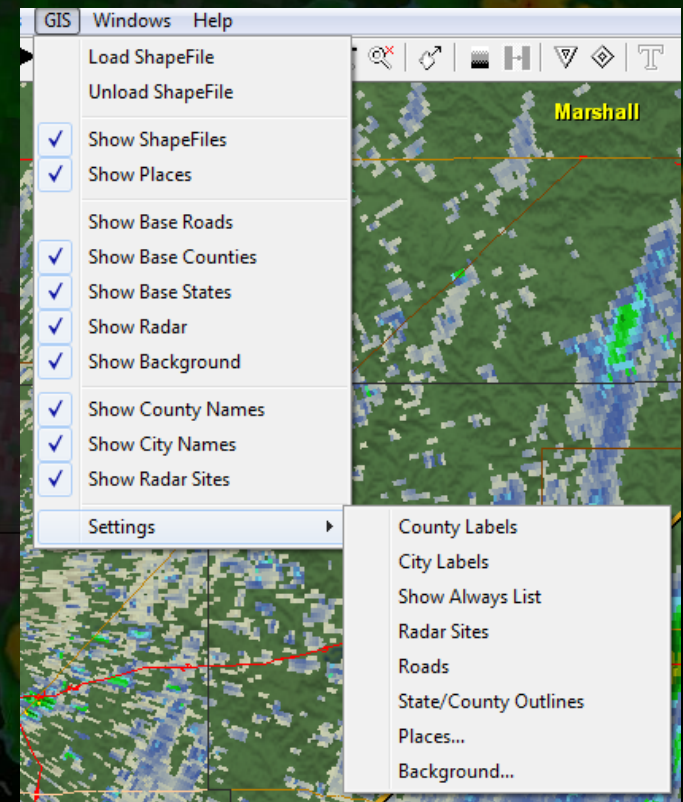 GIS Windows Help
Load ShapeFile
Unload ShapeFile
Show ShapeFiles
Show Places
Show Base Roads
Show Base Counties
Show Base States
Show Radar
Show Background
Show County Names
Show City Names
Show Radar Sites
Settings
County Labels
City Labels
Show Always List
Radar Sites
Roads
State/County Outlines
Places...
Background...
T
Marshall